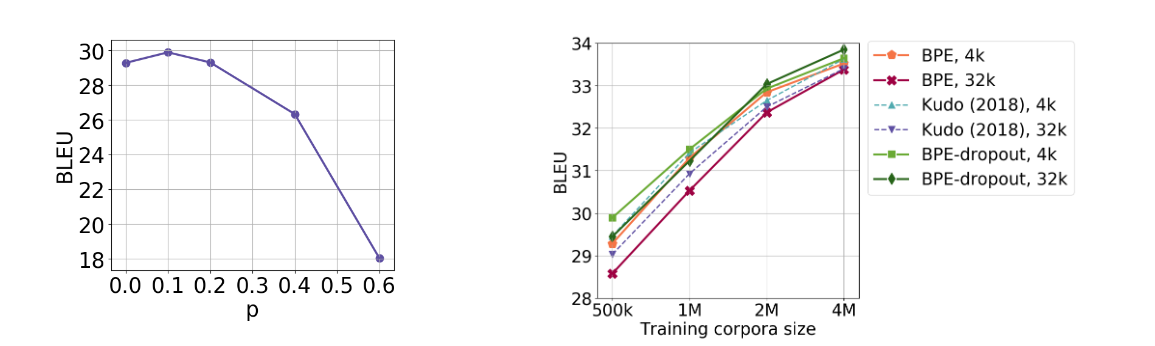 30
28
26
24
22
20
18
BLEU
0.0 0.1 0.2 0.3 0.4 0.5 0.6
p
34
33
32
31
30
29
28
BLEU
500k 1M 2M 4M
Training corpora size
BPE, 4k
BPE, 32k
Kudo (2018), 4k
Kudo (2018), 32k
BPE-dropout, 4k
BPE-dropout, 32k